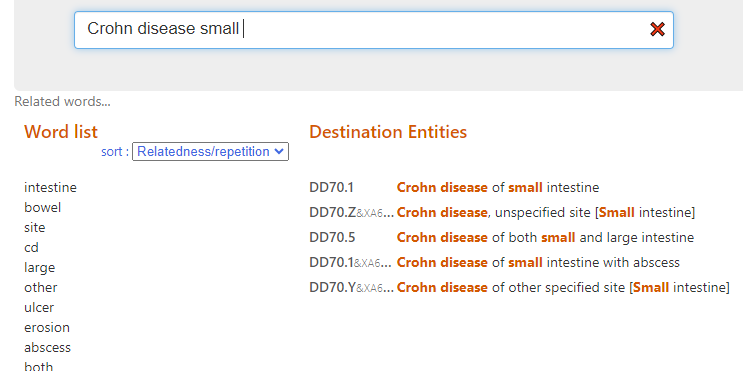 Crohn disease small
Related words...
Word list
sort : Relatedness/repetition
intestine
bowel
site
cd
large
other
ulcer
erosion
abscess
both
Destination Entities
DD70.1 Crohn disease of small intestine
DD70.Z&XA6... Crohn disease, unspecified site [Small intestine]
DD70.5 Crohn disease of both small and large intestine
DD70.1&XA6... Crohn disease of small intestine with abscess
DD70.Y&XA6... Crohn disease of other specified site [Small intestine]